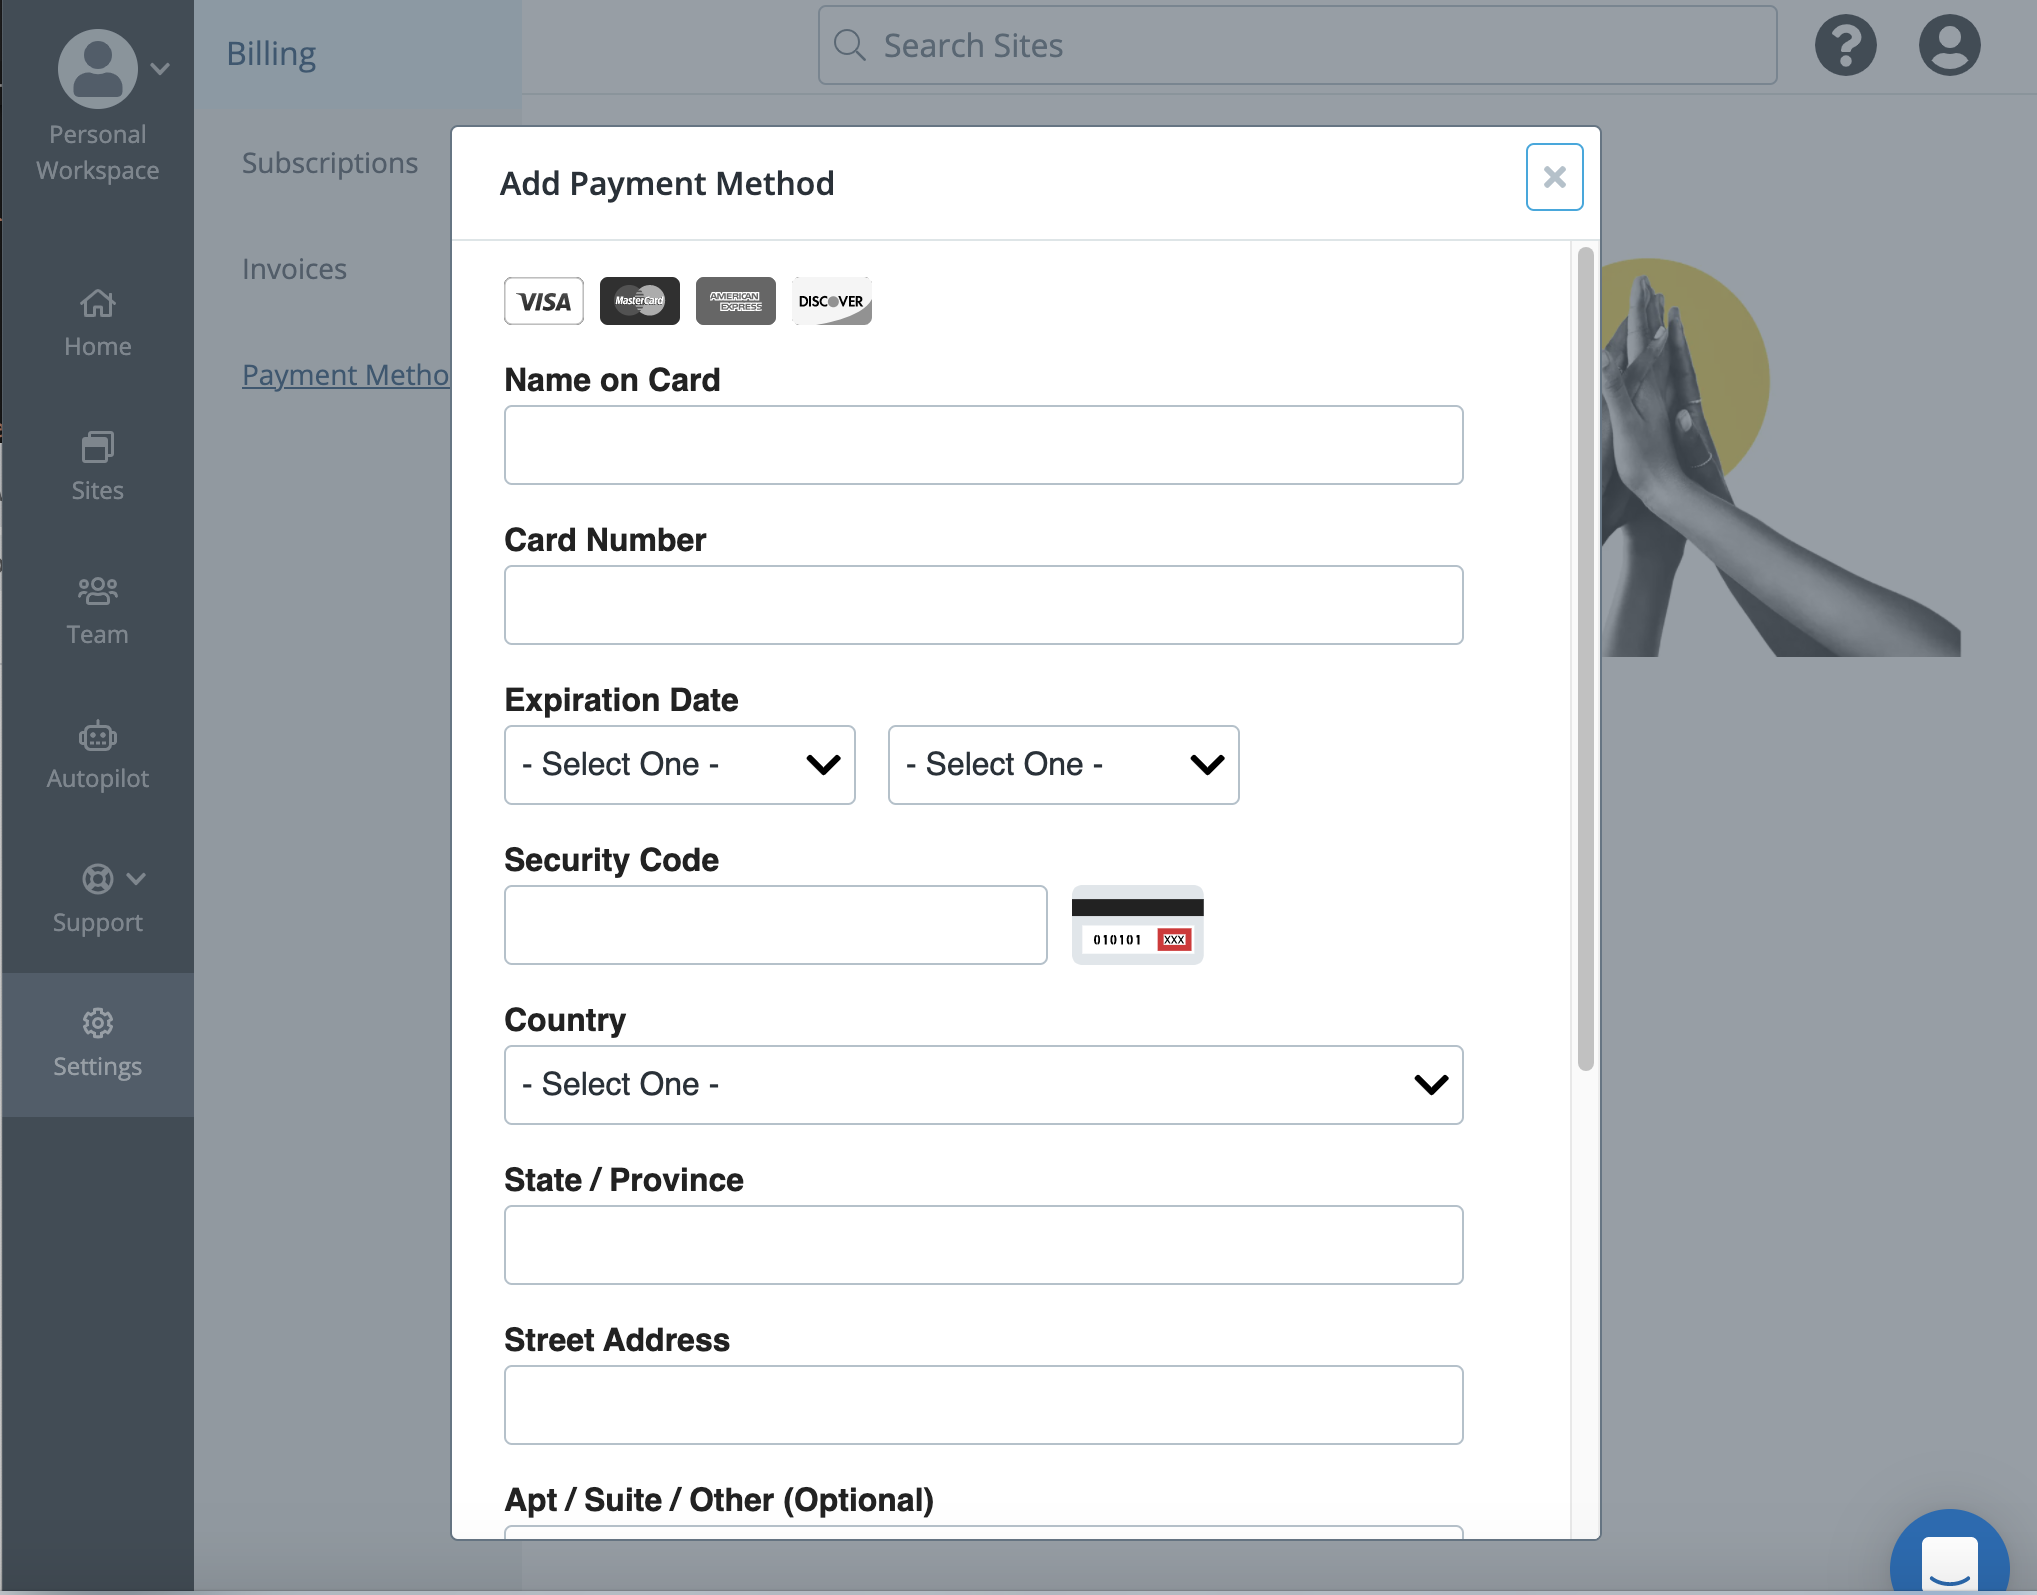 Personal
Workspace
Home
Sites
Team
Autopilot
Support
Settings
Billing
Subscriptions
Invoices
Payment Metho
Search Sites
?
Add Payment Method
VISA
MasterCard
AMERICAN
EXPRESS
DISCOVER
Name on Card
Card Number
Expiration Date
- Select One -
- Select One -
Security Code
010101
XXX
Country
- Select One -
State / Province
Street Address
Apt / Suite / Other (Optional)